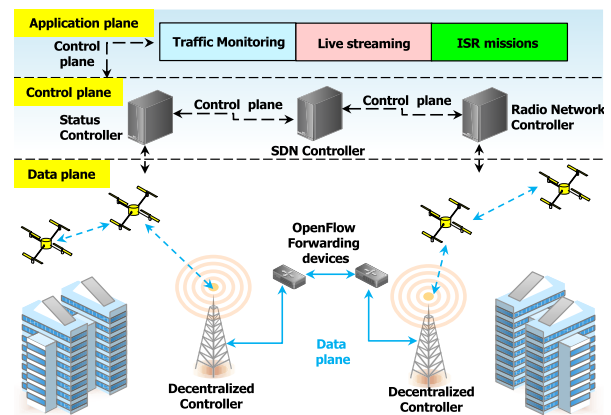 Application plane
Control
plane
Traffic Monitoring
Live streaming
ISR missions
Control plane
Status
Controller
Control plane
SDN Controller
Control plane
Radio Network
Controller
Data plane
OpenFlow
Forwarding
devices
Data
plane
Decentralized
Controller
Decentralized
Controller